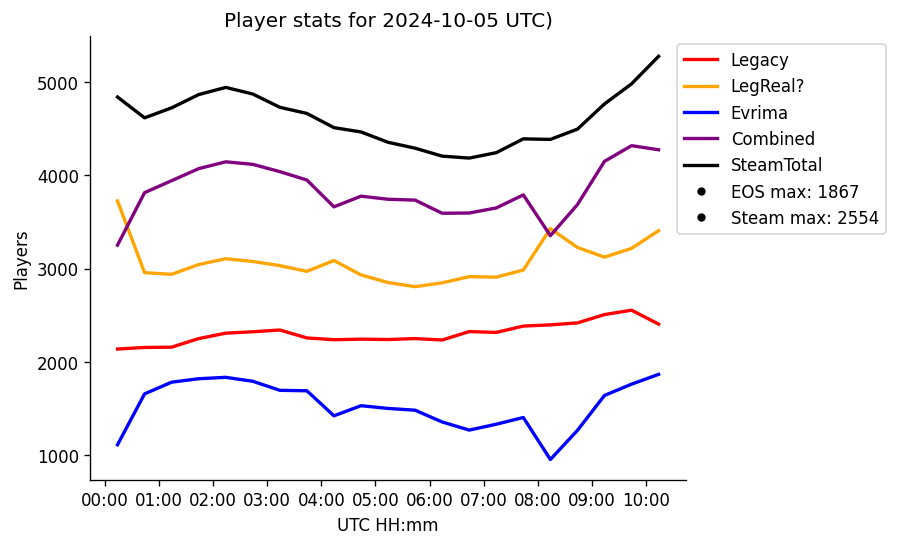 Player stats for 2024-10-05 UTC)
Legacy
LegReal?
Evrima
Combined
SteamTotal
EOS max: 1867
Steam max: 2554
Players
5000
4000
3000
2000
1000
00:00 01:00 02:00 03:00 04:00 05:00 06:00 07:00 08:00 09:00 10:00
UTC HH:mm